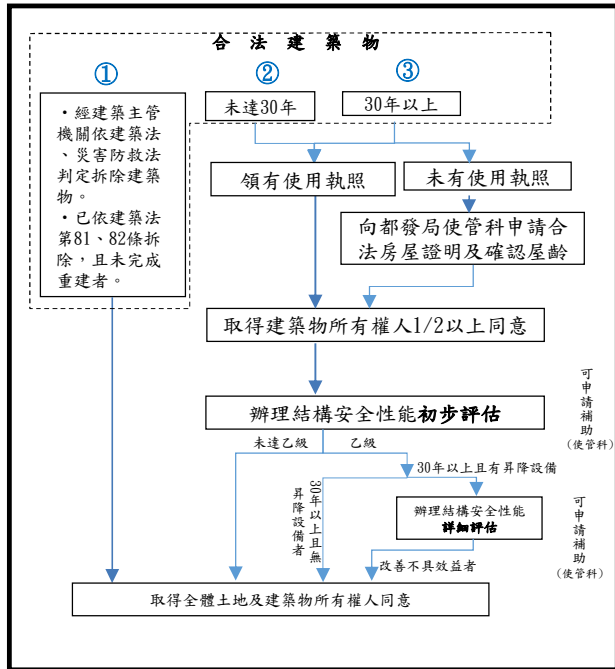 合 法 建 築 物
①
②
③
・經建築主管
機關依建築法
、災害防救法
判定拆除建築
物。
・已依建築法
第81、82條拆
除，且未完成
重建者。
未達30年
30年以上
領有使用執照
未有使用執照
向都發局使管科申請合
法房屋證明及確認屋齡
取得建築物所有權人1/2以上同意
辦理結構安全性能初步評估
可申請補助
(使管科)
未達乙級
乙級
30年以上且有昇降設備
30年以上且無
昇降設備者
辦理結構安全性能
詳細評估
可申請補助
(使管科)
改善不具效益者
取得全體土地及建築物所有權人同意